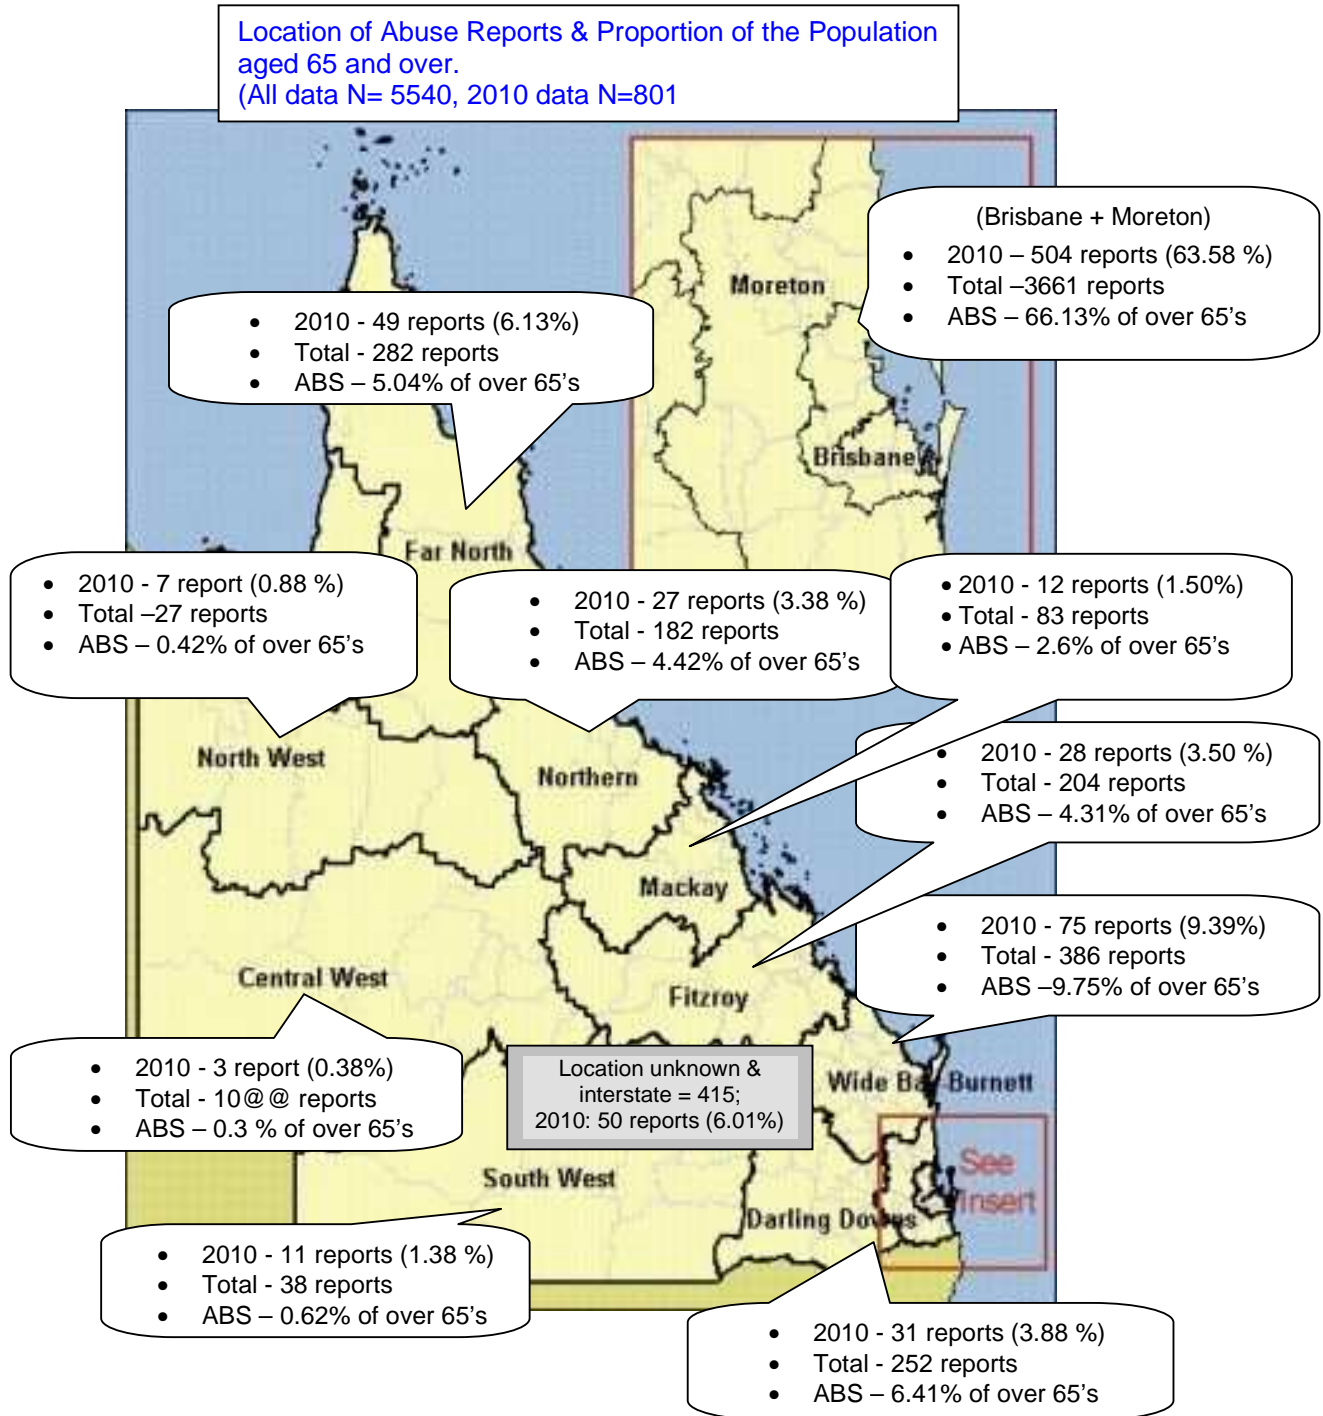 Location of Abuse Reports & Proportion of the Population
aged 65 and over.
(All data N= 5540, 2010 data N=801
(Brisbane + Moreton)
• 2010 – 504 reports (63.58 %)
• Total –3661 reports
• ABS – 66.13% of over 65's
Moreton
Brisbane
• 2010 - 49 reports (6.13%)
• Total - 282 reports
• ABS – 5.04% of over 65's
Far North
• 2010 - 7 report (0.88 %)
• Total –27 reports
• ABS – 0.42% of over 65's
• 2010 - 27 reports (3.38 %)
• Total - 182 reports
• ABS – 4.42% of over 65's
• 2010 - 12 reports (1.50%)
• Total - 83 reports
• ABS – 2.6% of over 65's
North West
Northern
• 2010 - 28 reports (3.50 %)
• Total - 204 reports
• ABS – 4.31% of over 65's
Mackay
• 2010 - 75 reports (9.39%)
• Total - 386 reports
• ABS –9.75% of over 65's
Central West
Fitzroy
• 2010 - 3 report (0.38%)
• Total - 10@@ reports
• ABS – 0.3 % of over 65's
Location unknown &
interstate = 415;
2010: 50 reports (6.01%)
Wide Bay-Burnett
See
Insert
South West
Darling Downs
• 2010 - 11 reports (1.38 %)
• Total - 38 reports
• ABS – 0.62% of over 65's
• 2010 - 31 reports (3.88 %)
• Total - 252 reports
• ABS – 6.41% of over 65's